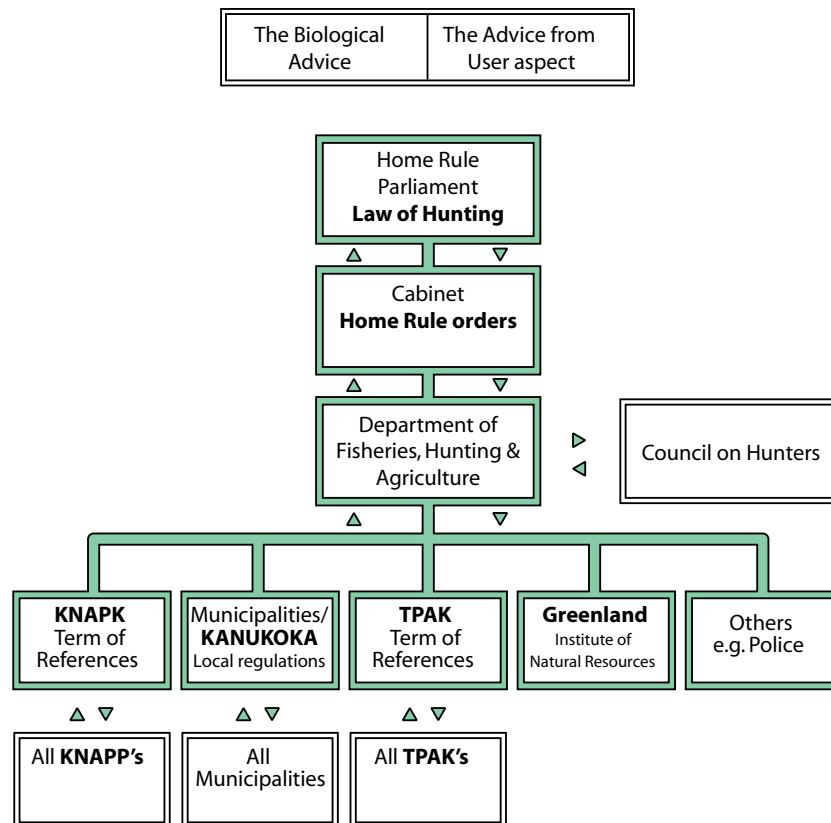 The Biological
Advice
The Advice from
User aspect
Home Rule
Parliament
Law of Hunting
Cabinet
Home Rule orders
Department of
Fisheries, Hunting &
Agriculture
Council on Hunters
KNAPK
Term of
References
Municipalities/
KANUKOKA
Local regulations
TPAK
Term of
References
Greenland
Institute of
Natural Resources
Others
e.g. Police
All KNAPP's
All
Municipalities
All TPAK's